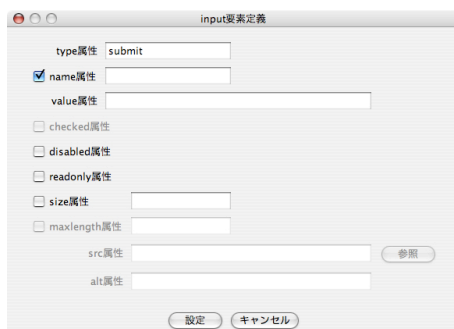 input要素定義
type属性 submit
name属性
value属性
checked属性
disabled属性
readonly属性
size属性
maxlength属性
src属性 参照
alt属性
設定 キャンセル